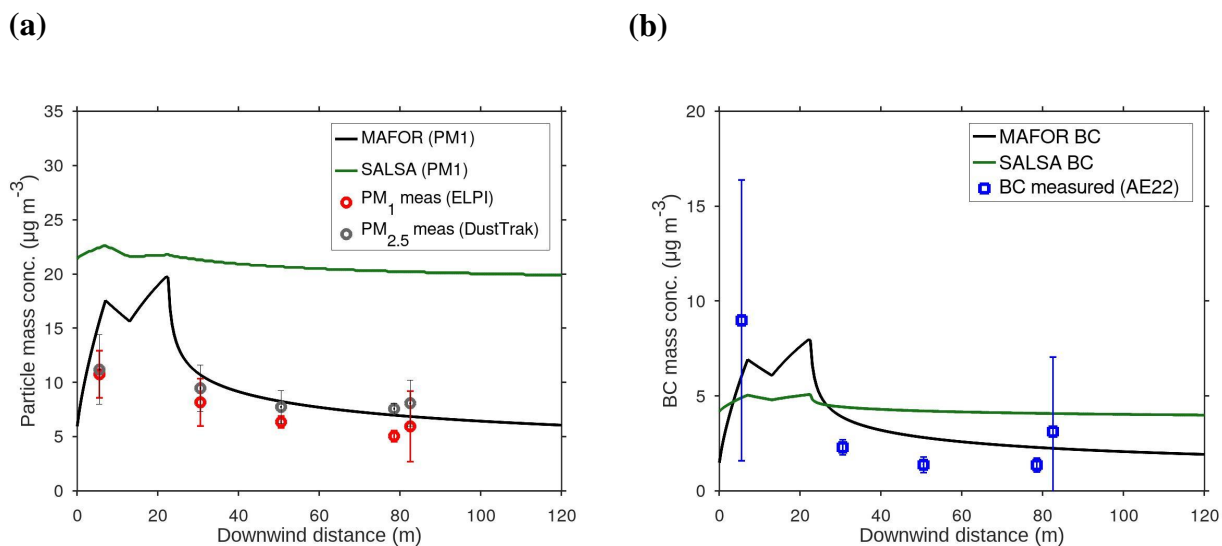 (a)
(b)
35
30
25
20
15
10
5
0
Particle mass conc. (µg m⁻³)
MAFOR (PM1)
SALSA (PM1)
PM₁ meas (ELPI)
PM₂.₅ meas (DustTrak)
0 20 40 60 80 100 120
Downwind distance (m)
20
15
10
5
0
BC mass conc. (µg m⁻³)
MAFOR BC
SALSA BC
BC measured (AE22)
0 20 40 60 80 100 120
Downwind distance (m)